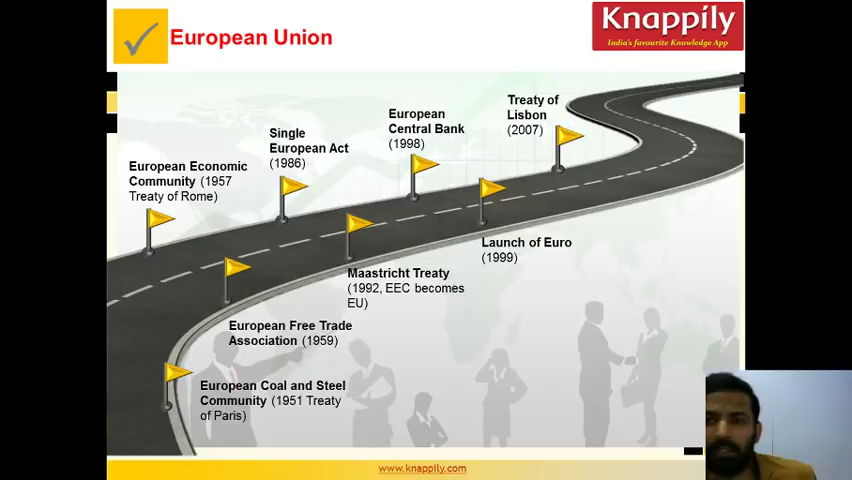 European Union
Knappily
India's favourite Knowledge App
Treaty of
Lisbon
(2007)
European
Central Bank
(1998)
Single
European Act
(1986)
European Economic
Community (1957
Treaty of Rome)
Launch of Euro
(1999)
Maastricht Treaty
(1992, EEC becomes
EU)
European Free Trade
Association (1959)
European Coal and Steel
Community (1951 Treaty
of Paris)
www.knappily.com